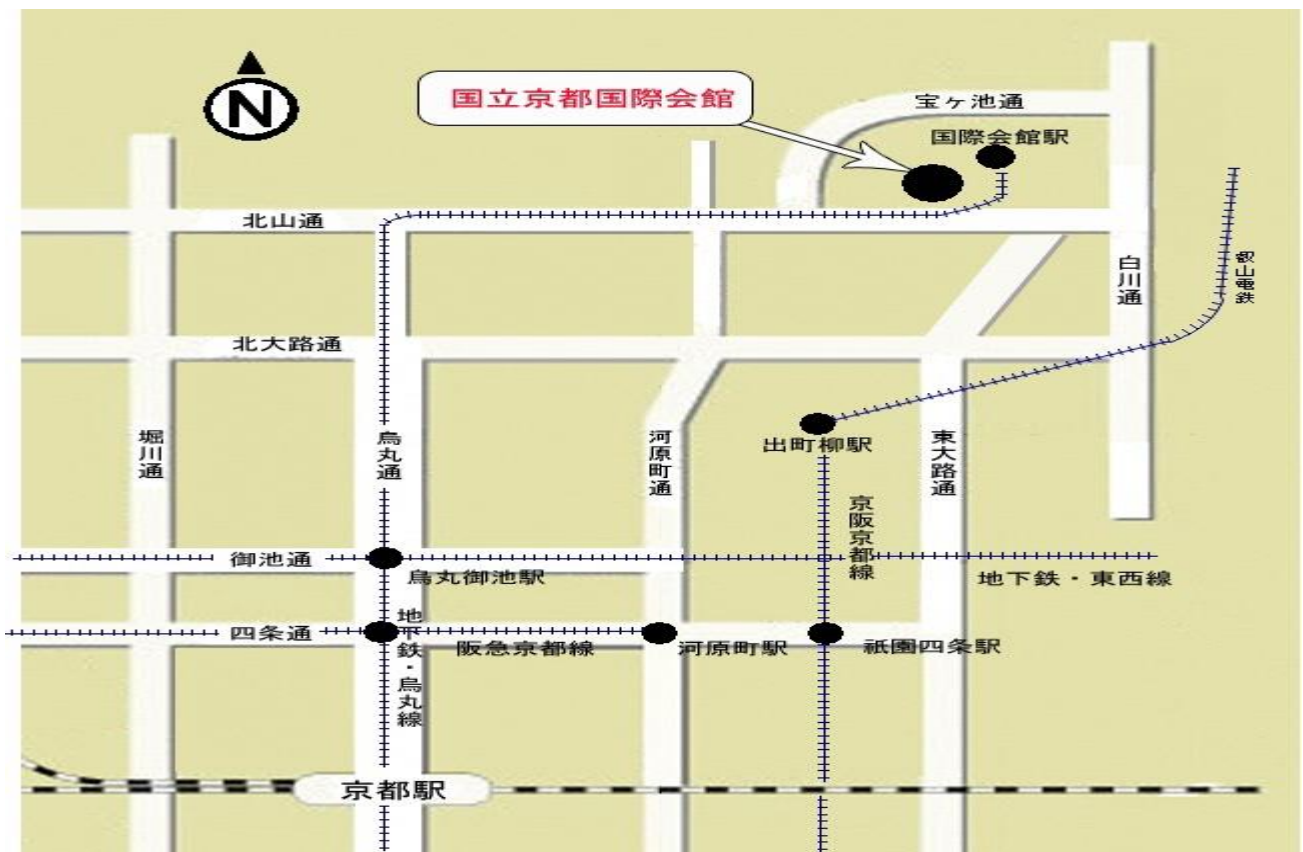 N
国立京都国際会館
宝ヶ池通
国際会館駅
北山通
白川通
叡山電鉄
北大路通
堀川通
烏丸通
河原町通
出町柳駅
東大路通
京阪京都線
御池通
烏丸御池駅
地下鉄・東西線
四条通
地下鉄・烏丸線
阪急京都線
河原町駅
祇園四条駅
京都駅